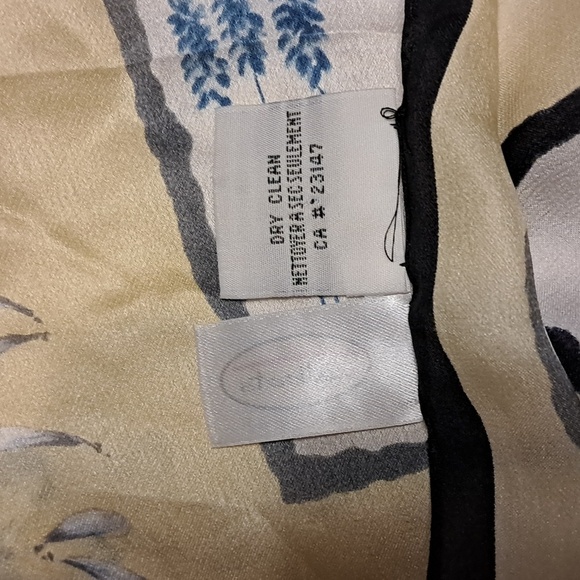 DRY CLEAN
NETTOYER A SEC SEULEMENT
CA #'23147